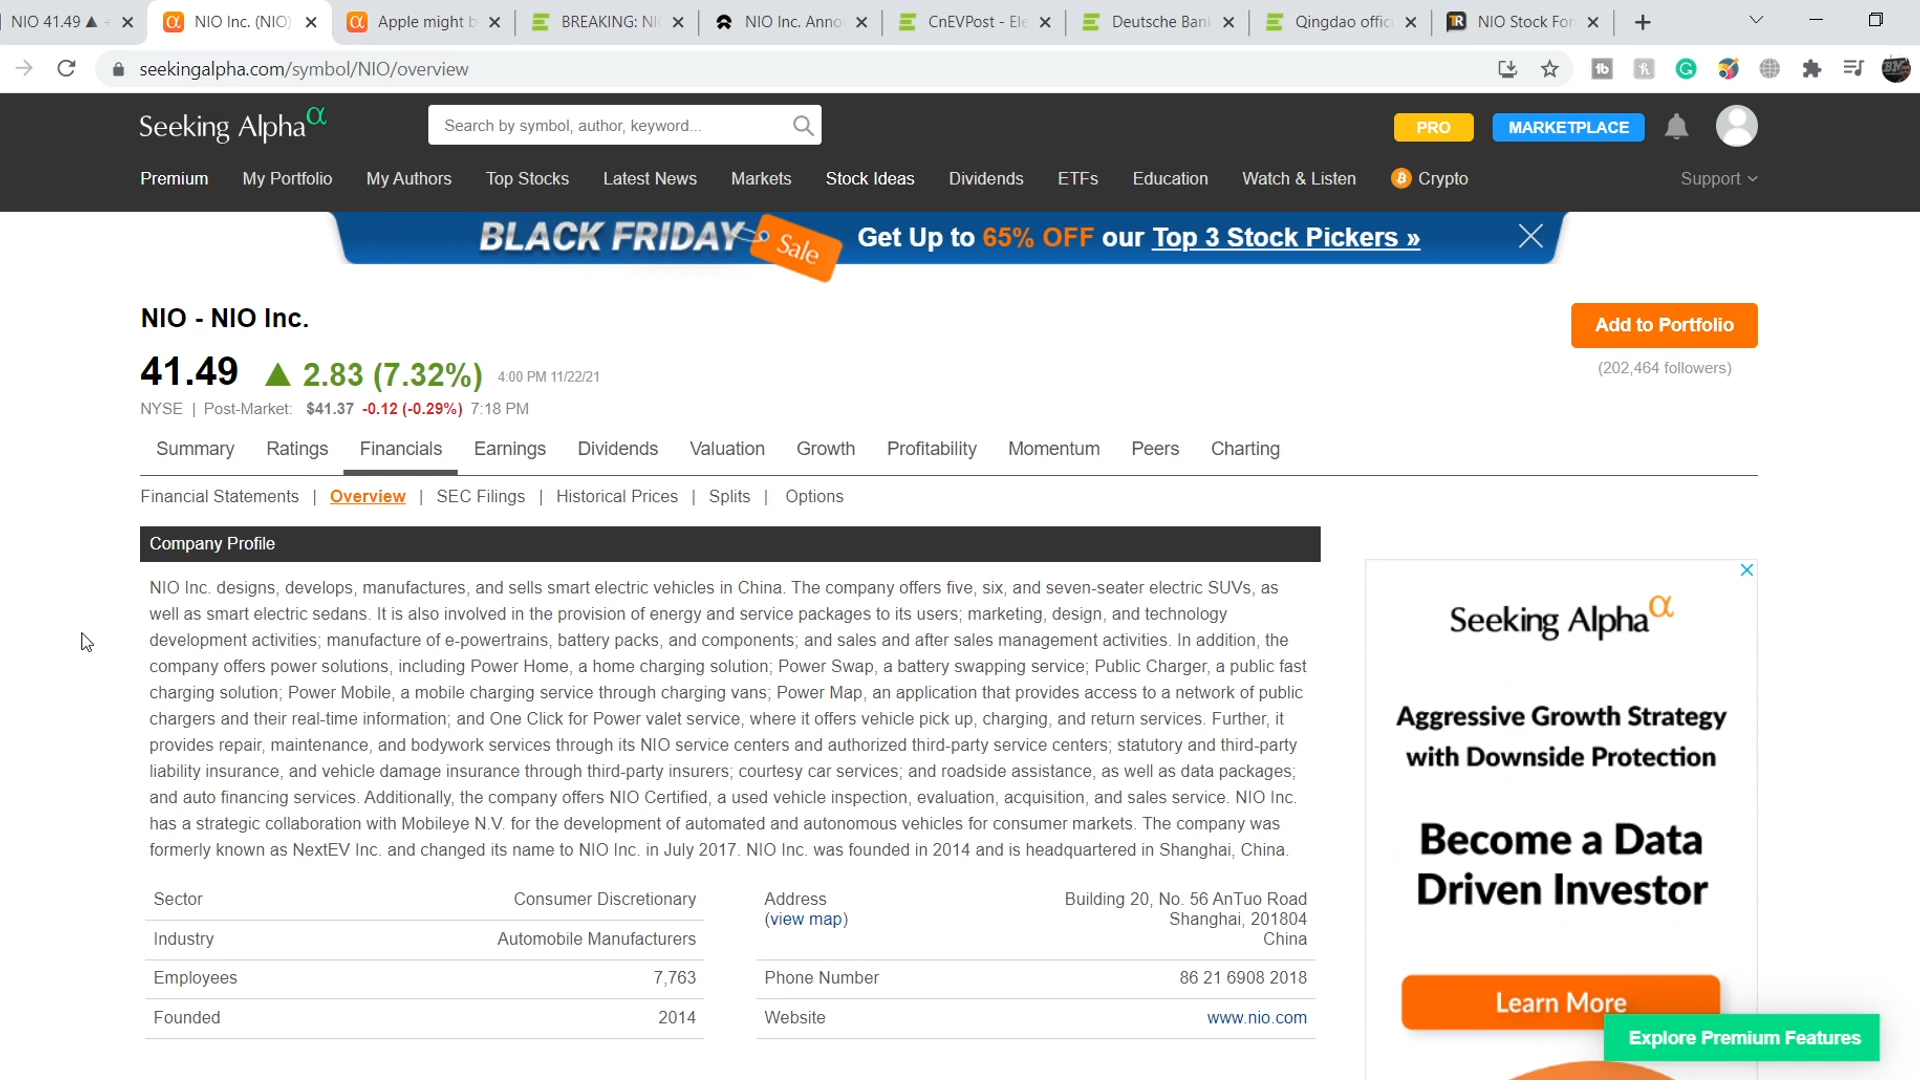 NIO 41.49 ▲
NIO Inc. (NIO)
Apple might b
BREAKING: NI
NIO Inc. Anno
CnEVPost - Ele
Deutsche Bank
Qingdao offici
NIO Stock For
seekingalpha.com/symbol/NIO/overview
Seeking Alpha α
Search by symbol, author, keyword...
PRO
MARKETPLACE
Premium My Portfolio My Authors Top Stocks Latest News Markets Stock Ideas Dividends ETFs Education Watch & Listen Crypto Support
BLACK FRIDAY Sale Get Up to 65% OFF our Top 3 Stock Pickers »
NIO - NIO Inc.
Add to Portfolio
41.49 ▲ 2.83 (7.32%) 4:00 PM 11/22/21
(202,464 followers)
NYSE | Post-Market: $41.37 -0.12 (-0.29%) 7:18 PM
Summary Ratings Financials Earnings Dividends Valuation Growth Profitability Momentum Peers Charting
Financial Statements | Overview | SEC Filings | Historical Prices | Splits | Options
Company Profile
NIO Inc. designs, develops, manufactures, and sells smart electric vehicles in China. The company offers five, six, and seven-seater electric SUVs, as
well as smart electric sedans. It is also involved in the provision of energy and service packages to its users; marketing, design, and technology
development activities; manufacture of e-powertrains, battery packs, and components; and sales and after sales management activities. In addition, the
company offers power solutions, including Power Home, a home charging solution; Power Swap, a battery swapping service; Public Charger, a public fast
charging solution; Power Mobile, a mobile charging service through charging vans; Power Map, an application that provides access to a network of public
chargers and their real-time information; and One Click for Power valet service, where it offers vehicle pick up, charging, and return services. Further, it
provides repair, maintenance, and bodywork services through its NIO service centers and authorized third-party service centers; statutory and third-party
liability insurance, and vehicle damage insurance through third-party insurers; courtesy car services; and roadside assistance, as well as data packages;
and auto financing services. Additionally, the company offers NIO Certified, a used vehicle inspection, evaluation, acquisition, and sales service. NIO Inc.
has a strategic collaboration with Mobileye N.V. for the development of automated and autonomous vehicles for consumer markets. The company was
formerly known as NextEV Inc. and changed its name to NIO Inc. in July 2017. NIO Inc. was founded in 2014 and is headquartered in Shanghai, China.
Sector Consumer Discretionary
Industry Automobile Manufacturers
Employees 7,763
Founded 2014
Address Building 20, No. 56 AnTuo Road
(view map) Shanghai, 201804
China
Phone Number 86 21 6908 2018
Website www.nio.com
Seeking Alpha α
Aggressive Growth Strategy
with Downside Protection
Become a Data
Driven Investor
Learn More
Explore Premium Features